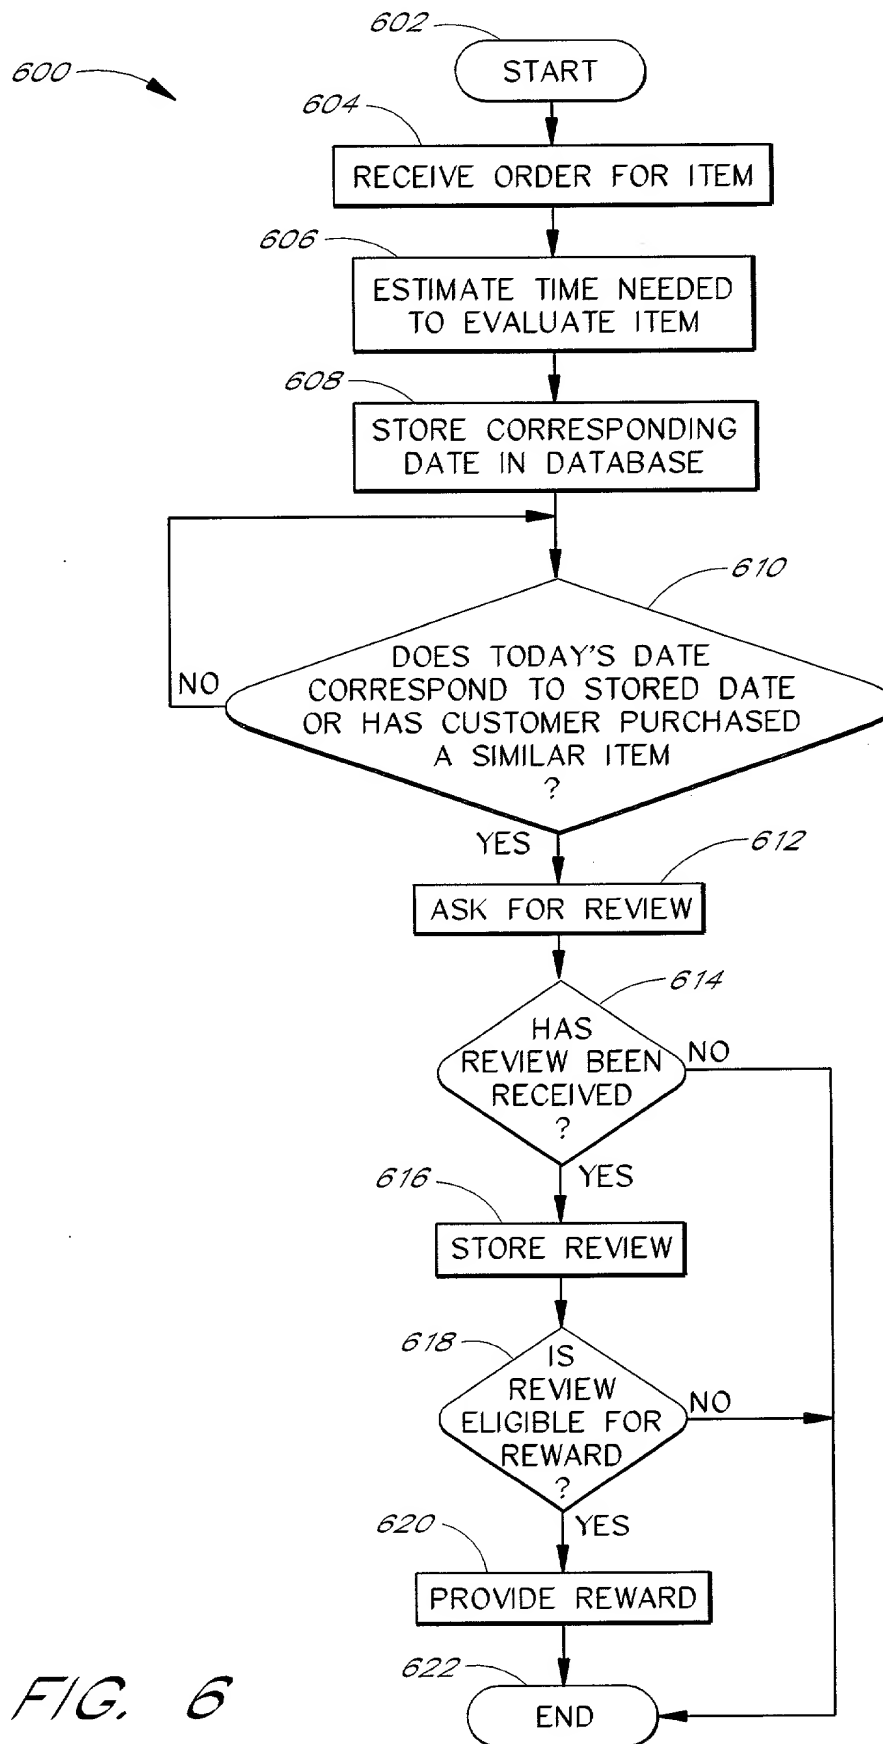 602
START
600
604
RECEIVE ORDER FOR ITEM
606
ESTIMATE TIME NEEDED
TO EVALUATE ITEM
608
STORE CORRESPONDING
DATE IN DATABASE
610
DOES TODAY'S DATE
CORRESPOND TO STORED DATE
OR HAS CUSTOMER PURCHASED
A SIMILAR ITEM
?
NO
YES
612
ASK FOR REVIEW
614
HAS
REVIEW BEEN
RECEIVED
?
NO
YES
616
STORE REVIEW
618
IS
REVIEW
ELIGIBLE FOR
REWARD
?
NO
YES
620
PROVIDE REWARD
622
END
FIG. 6